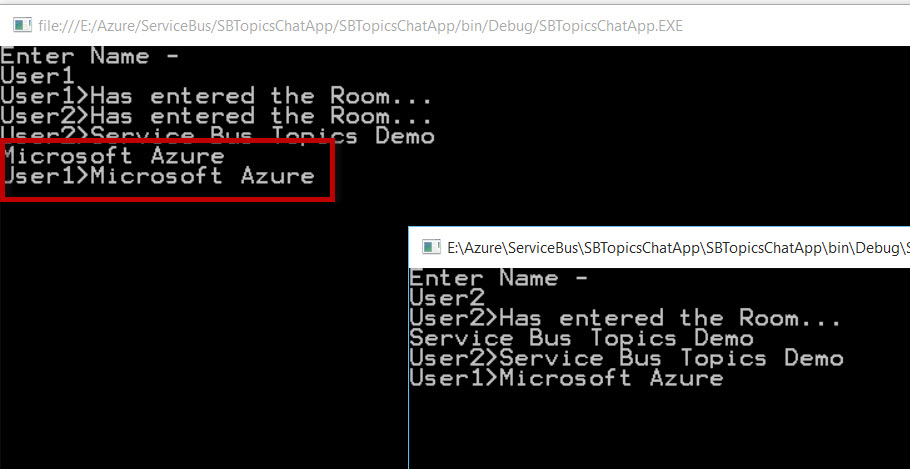 file:///E:/Azure/ServiceBus/SBTopicsChatApp/SBTopicsChatApp/bin/Debug/SBTopicsChatApp.EXE
Enter Name -
User1
User1>Has entered the Room...
User2>Has entered the Room...
User2>Service Bus Topics Demo
Microsoft Azure
User1>Microsoft Azure
E:\Azure\ServiceBus\SBTopicsChatApp\SBTopicsChatApp\bin\Debug\S
Enter Name -
User2
User2>Has entered the Room...
Service Bus Topics Demo
User2>Service Bus Topics Demo
User1>Microsoft Azure